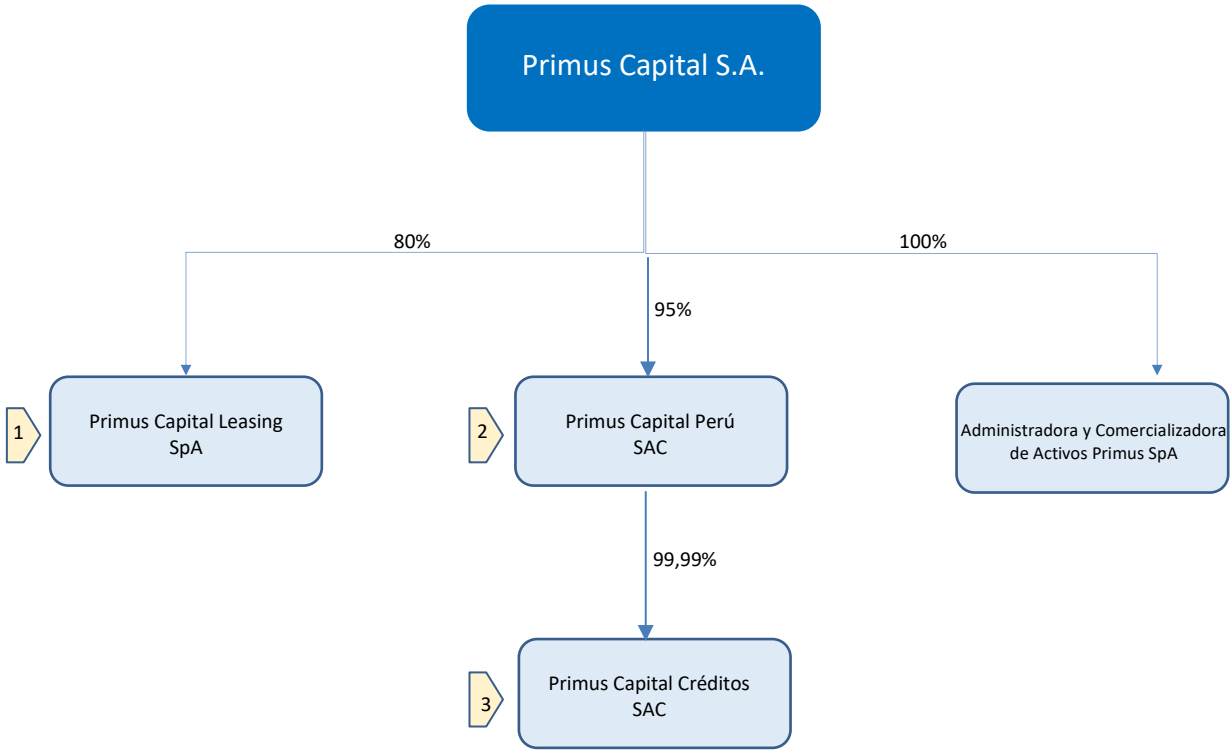 Primus Capital S.A.
80%
100%
95%
1
Primus Capital Leasing
SpA
2
Primus Capital Perú
SAC
Administradora y Comercializadora
de Activos Primus SpA
99,99%
3
Primus Capital Créditos
SAC